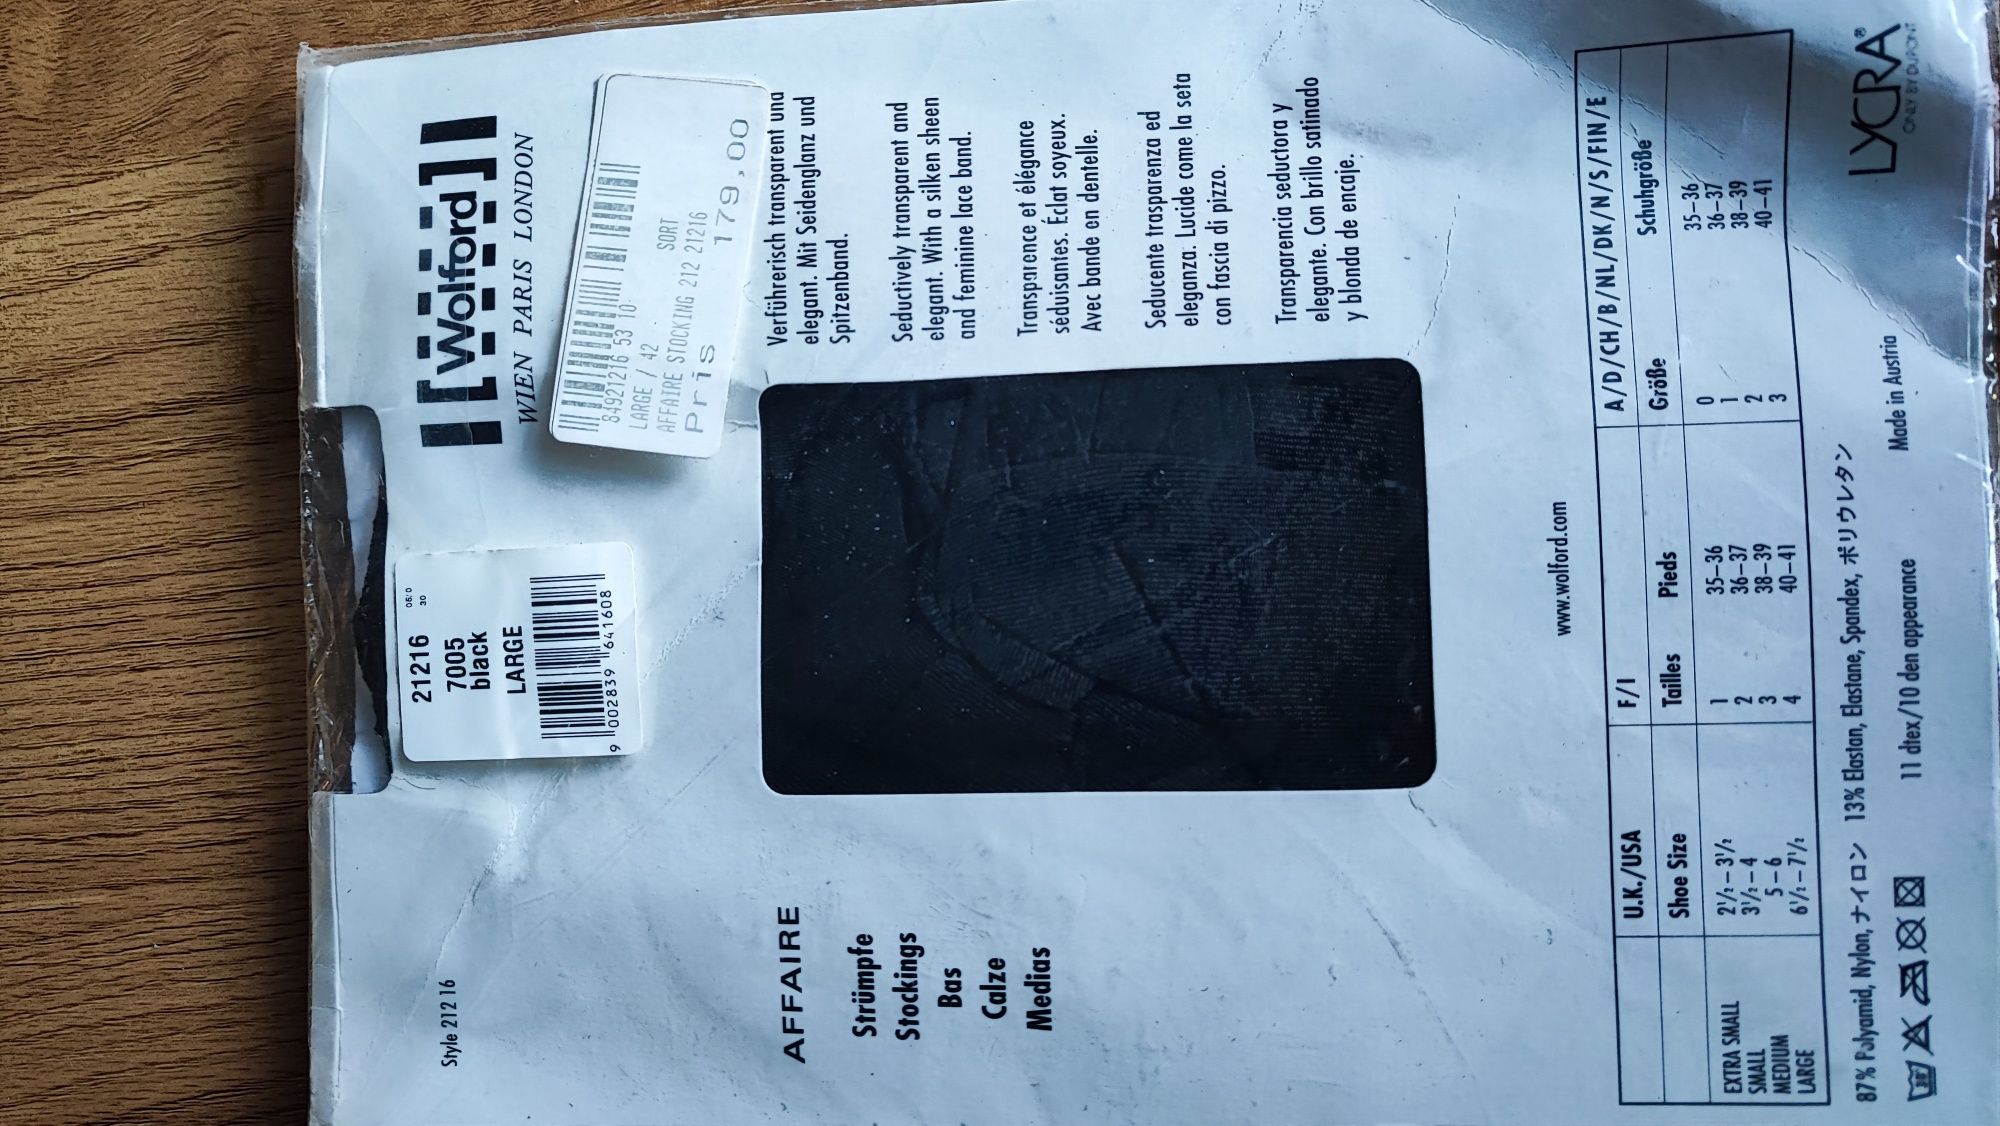 Wolford
WIEN PARIS LONDON
21216
7005
black
LARGE
9 002839 641608
84921216 53 10
LARGE / 42 SORT
AFFAIRE STOCKING 212 21216
Pris 179,00
Style 212 16
AFFAIRE
Strümpfe
Stockings
Bas
Calze
Medias
Verführerisch transparent und
elegant. Mit Seidenglanz und
Spitzenband.
Seductively transparent and
elegant. With a silken sheen
and feminine lace band.
Transparence et élégance
séduisantes. Éclat soyeux.
Avec bande en dentelle.
Seducente trasparenza ed
eleganza. Lucide come la seta
con fascia di pizzo.
Transparencia seductora y
elegante. Con brillo satinado
y blonda de encaje.
www.wolford.com
U.K./USA F/I A/D/CH/B/NL/DK/N/S/FIN/E
Shoe Size Tailles Pieds Größe Schuhgröße
EXTRA SMALL 2½–3½ 1 35–36 0 35–36
SMALL 3½–4 2 36–37 1 36–37
MEDIUM 5–6 3 38–39 2 38–39
LARGE 6½–7½ 4 40–41 3 40–41
87% Polyamid, Nylon, ナイロン 13% Elastan, Elastane, Spandex, ポリウレタン
11 dtex/10 den appearance Made in Austria
LYCRA®
ONLY BY DUPONT